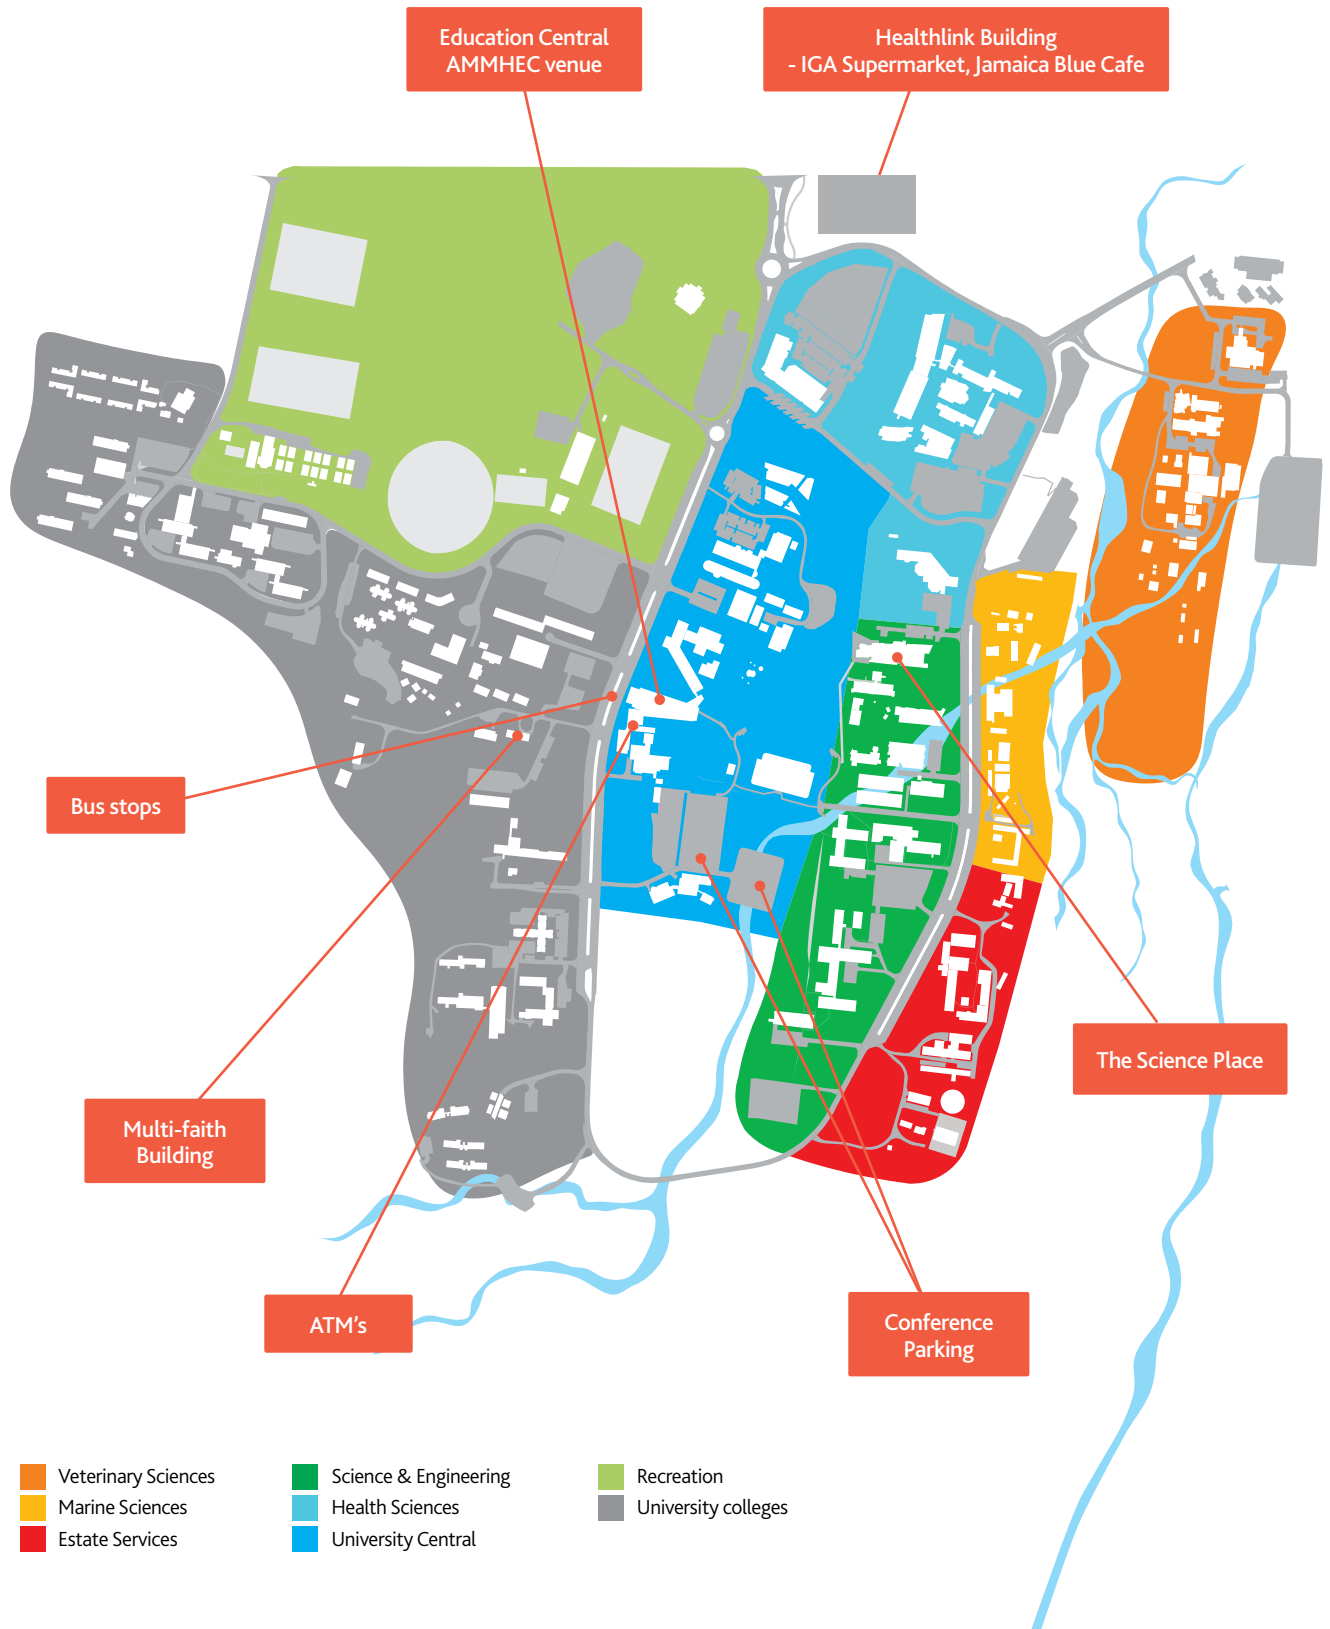 Education Central
AMMHEC venue
Healthlink Building
- IGA Supermarket, Jamaica Blue Cafe
Bus stops
The Science Place
Multi-faith
Building
ATM's
Conference
Parking
Veterinary Sciences
Marine Sciences
Estate Services
Science & Engineering
Health Sciences
University Central
Recreation
University colleges